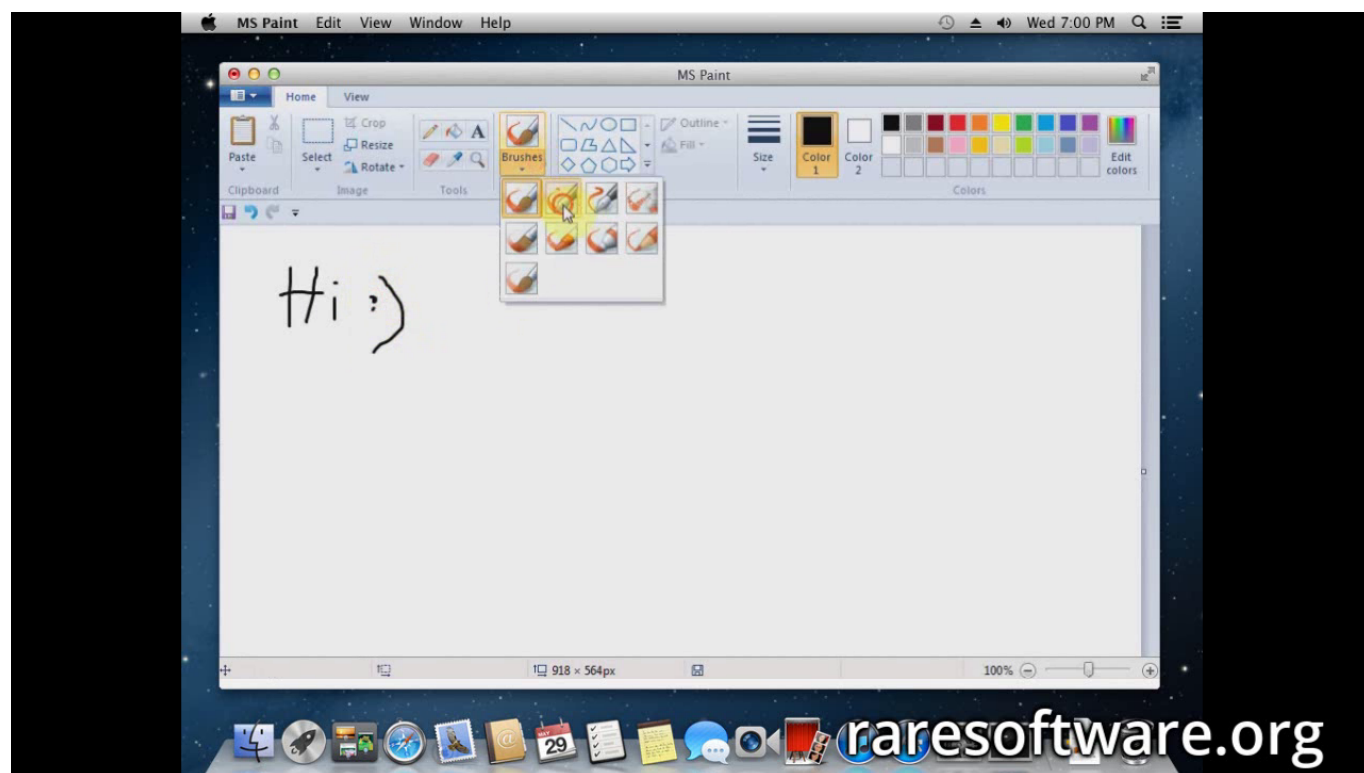 MS Paint Edit View Window Help Wed 7:00 PM
MS Paint
Home View
Paste
Select
Crop
Resize
Rotate
A
Brushes
Outline
Fill
Size
Color 1
Color 2
Edit colors
Clipboard Image Tools Colors
Hi :)
918 × 564px 100%
MAY 29
@
raresoftware.org